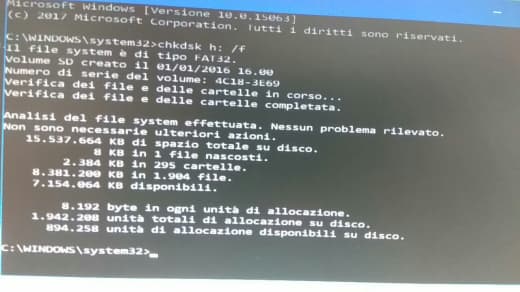 Microsoft Windows [Versione 10.0.15063]
(c) 2017 Microsoft Corporation. Tutti i diritti sono riservati.
C:\WINDOWS\system32>chkdsk h: /f
Il file system è di tipo FAT32.
Volume SD creato il 01/01/2016 16.00
Numero di serie del volume: 4C18-3E69
Verifica dei file e delle cartelle in corso...
Verifica dei file e delle cartelle completata.
Analisi del file system effettuata. Nessun problema rilevato.
Non sono necessarie ulteriori azioni.
15.537.664 KB di spazio totale su disco.
8 KB in 1 file nascosti.
2.384 KB in 295 cartelle.
8.381.200 KB in 1.904 file.
7.154.064 KB disponibili.
8.192 byte in ogni unità di allocazione.
1.942.208 unità totali di allocazione su disco.
894.258 unità di allocazione disponibili su disco.
C:\WINDOWS\system32>